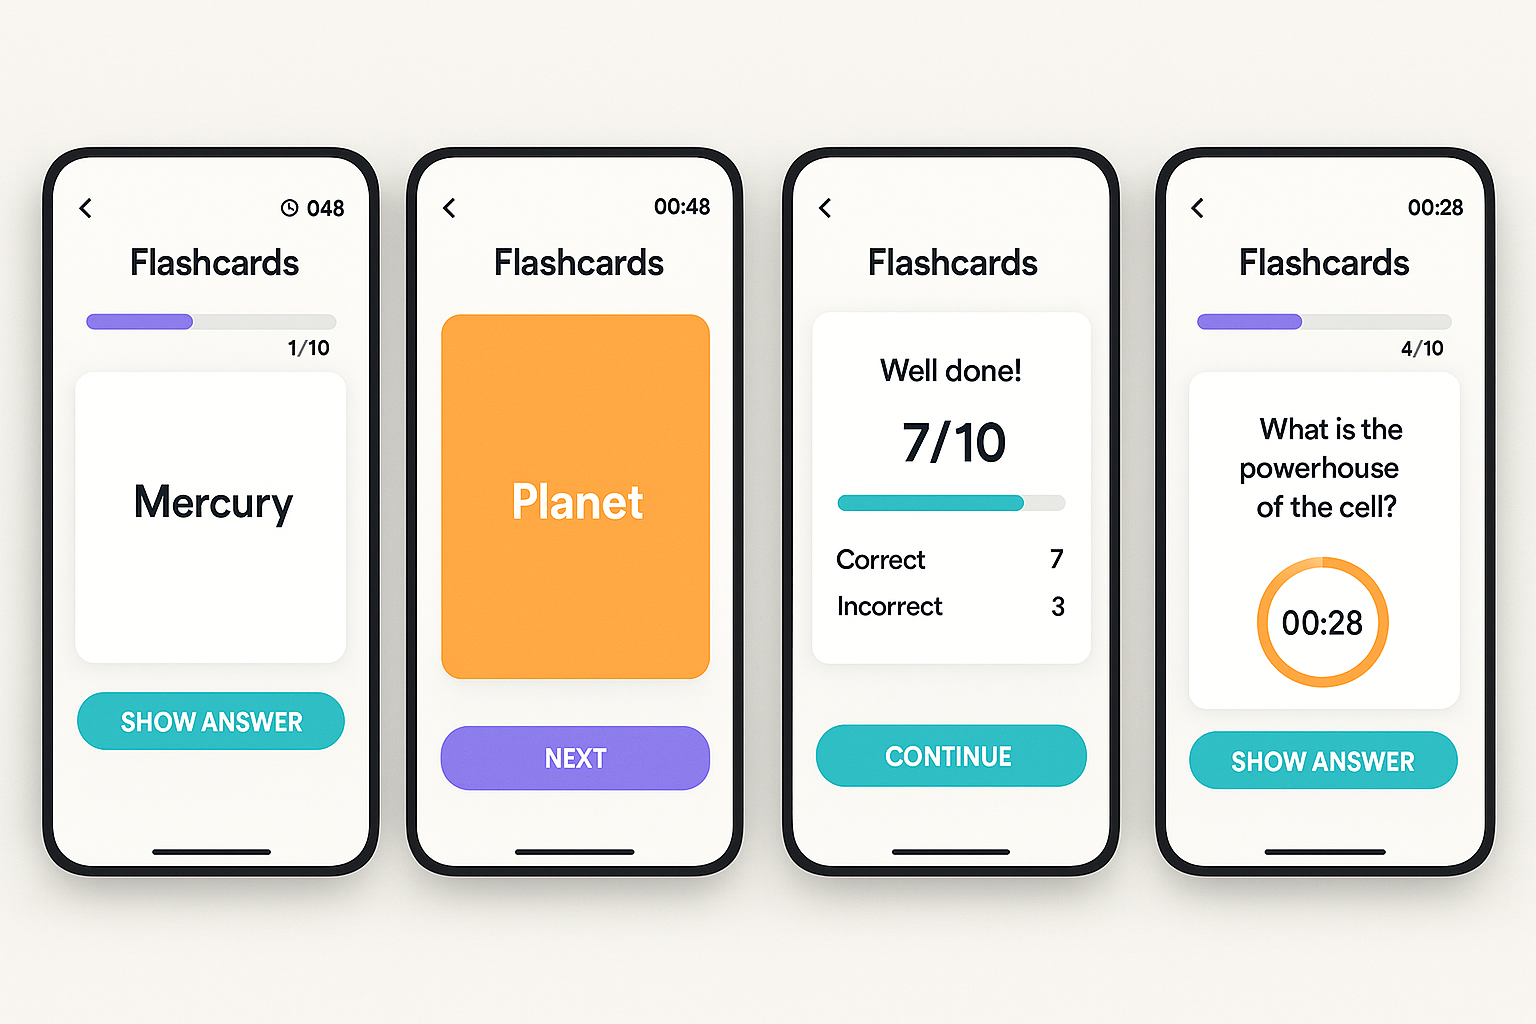 048
Flashcards
1/10
Mercury
SHOW ANSWER
00:48
Flashcards
Planet
NEXT
Flashcards
Well done!
7/10
Correct 7
Incorrect 3
CONTINUE
00:28
Flashcards
4/10
What is the
powerhouse
of the cell?
00:28
SHOW ANSWER